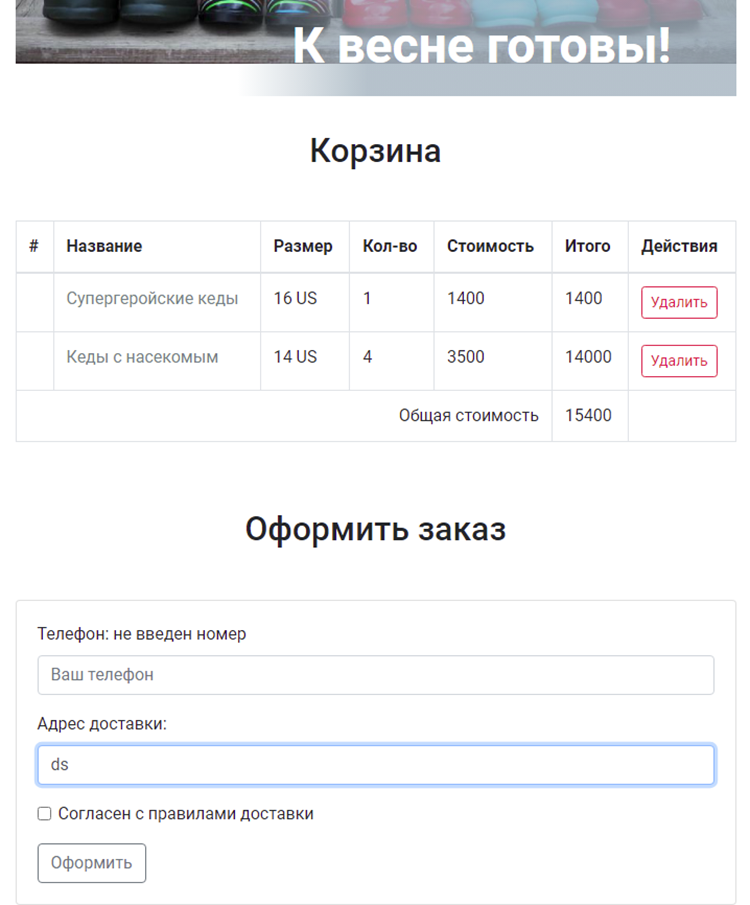 К весне готовы!
Корзина
# Название Размер Кол-во Стоимость Итого Действия
Супергеройские кеды 16 US 1 1400 1400 Удалить
Кеды с насекомым 14 US 4 3500 14000 Удалить
Общая стоимость 15400
Оформить заказ
Телефон: не введен номер
Ваш телефон
Адрес доставки:
ds
Согласен с правилами доставки
Оформить